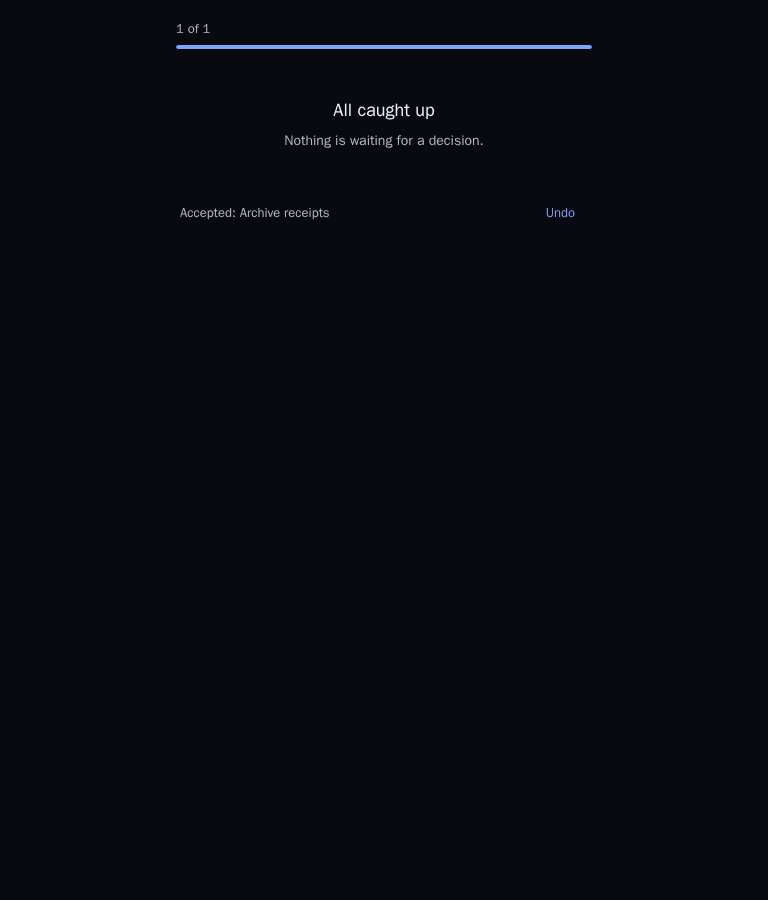 1 of 1
All caught up
Nothing is waiting for a decision.
Accepted: Archive receipts Undo